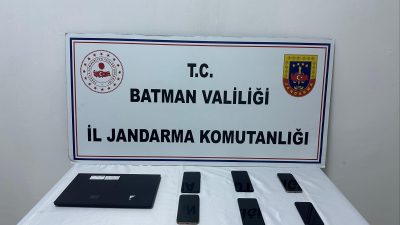 T.C.
BATMAN VALİLİĞİ
İL JANDARMA KOMUTANLIĞI